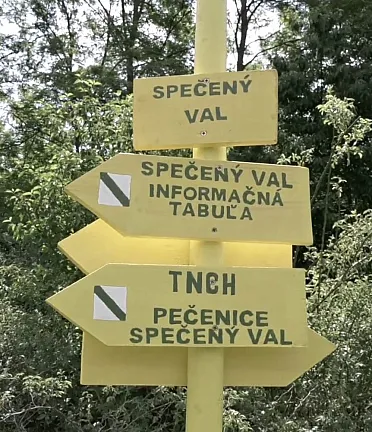 SPEČENÝ
VAL
SPEČENÝ VAL
INFORMAČNÁ
TABUĽA
TNCH
PEČENICE
SPEČENÝ VAL